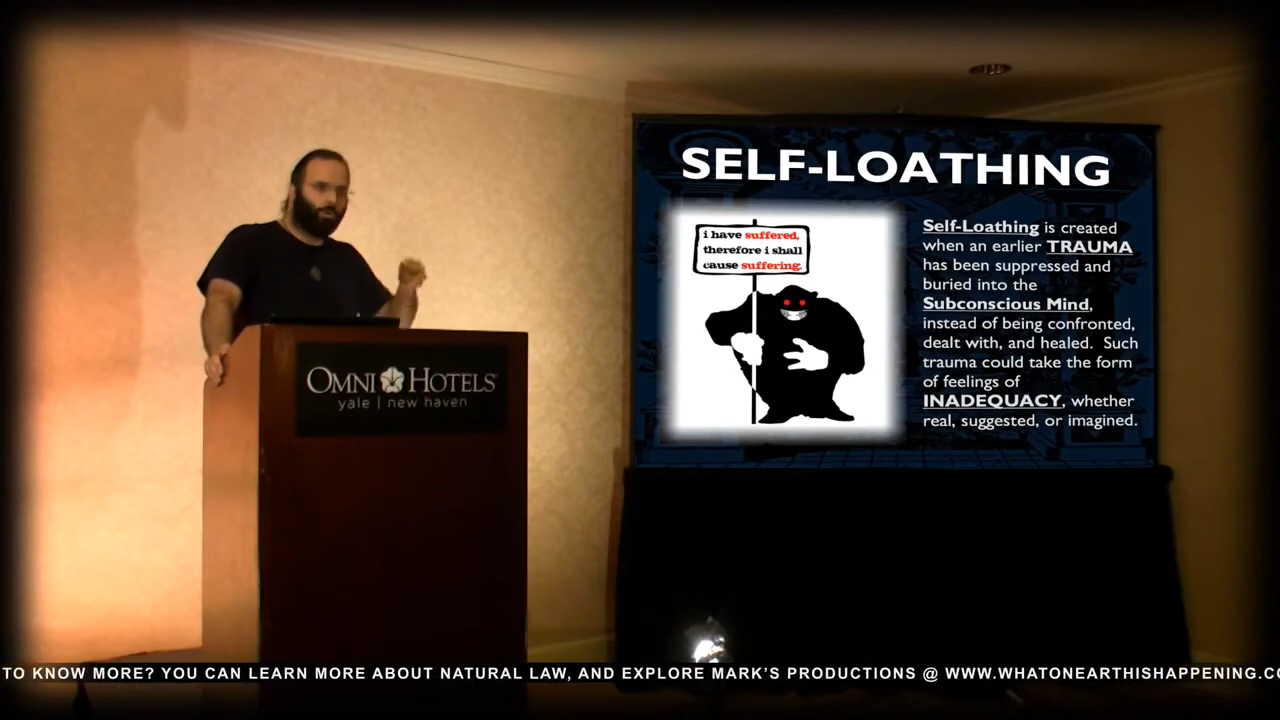 SELF-LOATHING
i have suffered,
therefore i shall
cause suffering.
Self-Loathing is created
when an earlier TRAUMA
has been suppressed and
buried into the
Subconscious Mind,
instead of being confronted,
dealt with, and healed. Such
trauma could take the form
of feelings of
INADEQUACY, whether
real, suggested, or imagined.
OMNI HOTELS
yale | new haven
TO KNOW MORE? YOU CAN LEARN MORE ABOUT NATURAL LAW, AND EXPLORE MARK'S PRODUCTIONS @ WWW.WHATONEARTHISHAPPENING.CO